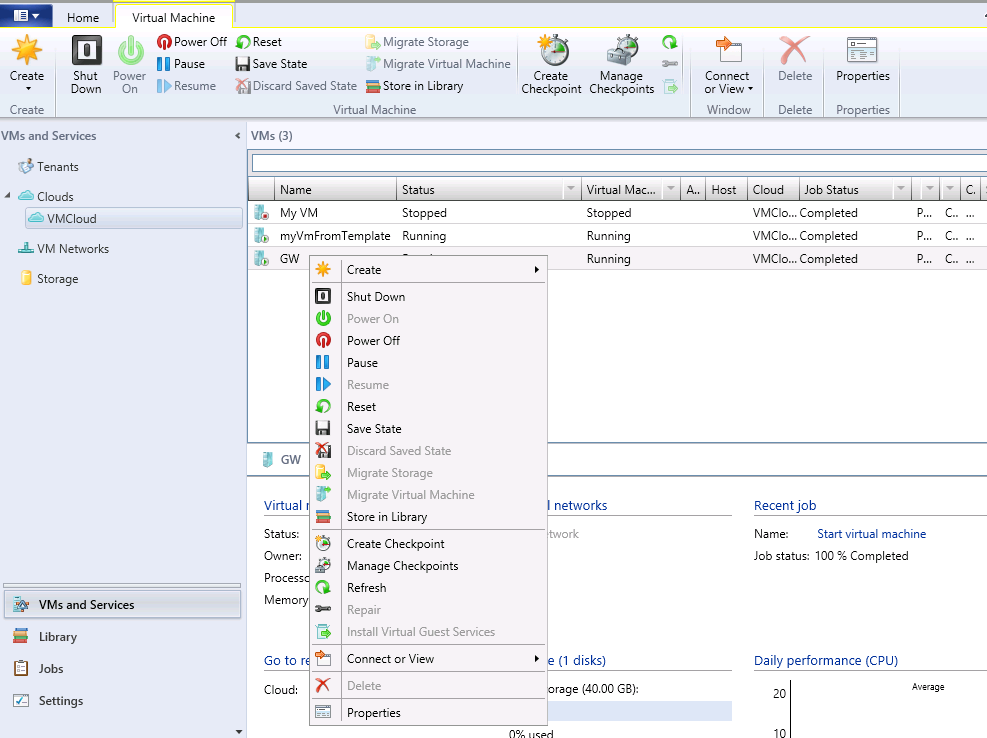 Home Virtual Machine
Create
Shut Down
Power On
Power Off
Pause
Resume
Reset
Save State
Discard Saved State
Migrate Storage
Migrate Virtual Machine
Store in Library
Create Checkpoint
Manage Checkpoints
Connect or View
Delete
Properties
Create Virtual Machine Window Delete Properties
VMs and Services
Tenants
Clouds
VMCloud
VM Networks
Storage
VMs and Services
Library
Jobs
Settings
VMs (3)
Name Status Virtual Mac... A.. Host Cloud Job Status C.
My VM Stopped Stopped VMClo... Completed P... C.. ...
myVmFromTemplate Running Running VMClo... Completed P... C.. ...
GW Running VMClo... Completed P... C.. ...
Create
Shut Down
Power On
Power Off
Pause
Resume
Reset
Save State
Discard Saved State
Migrate Storage
Migrate Virtual Machine
Store in Library
Create Checkpoint
Manage Checkpoints
Refresh
Repair
Install Virtual Guest Services
Connect or View
Delete
Properties
GW
Virtual
Status:
Owner:
Processo
Memory
networks
twork
Recent job
Name: Start virtual machine
Job status: 100 % Completed
Go to re
Cloud:
e (1 disks)
orage (40.00 GB):
0% used
Daily performance (CPU)
20
10
Average